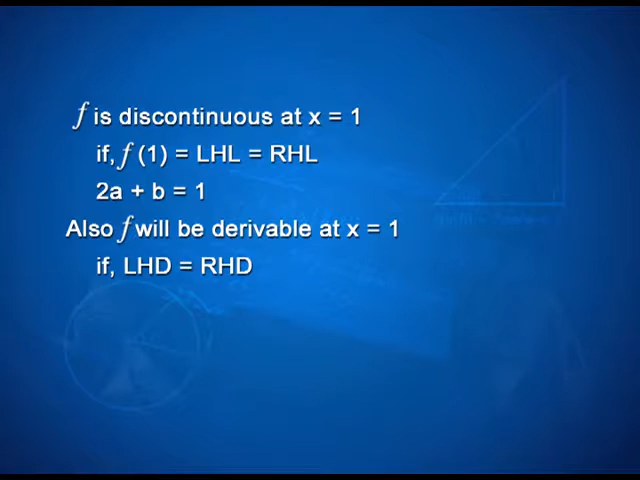 f is discontinuous at x = 1
if, f (1) = LHL = RHL
2a + b = 1
Also f will be derivable at x = 1
if, LHD = RHD